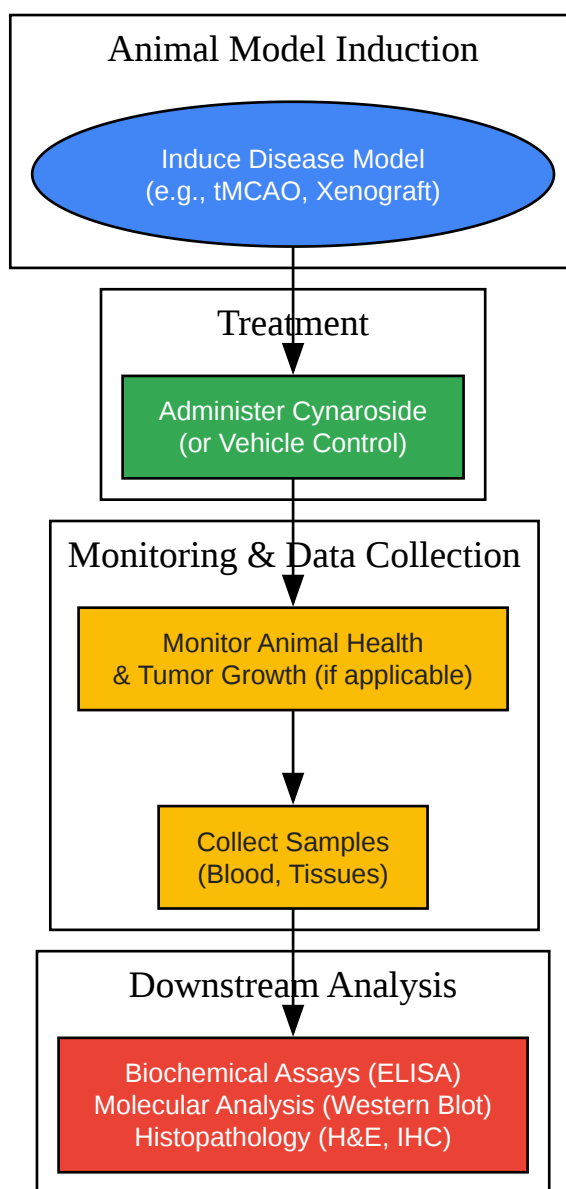 Animal Model Induction
Induce Disease Model
(e.g., tMCAO, Xenograft)
Treatment
Administer Cynaroside
(or Vehicle Control)
Monitoring & Data Collection
Monitor Animal Health
& Tumor Growth (if applicable)
Collect Samples
(Blood, Tissues)
Downstream Analysis
Biochemical Assays (ELISA)
Molecular Analysis (Western Blot)
Histopathology (H&E, IHC)